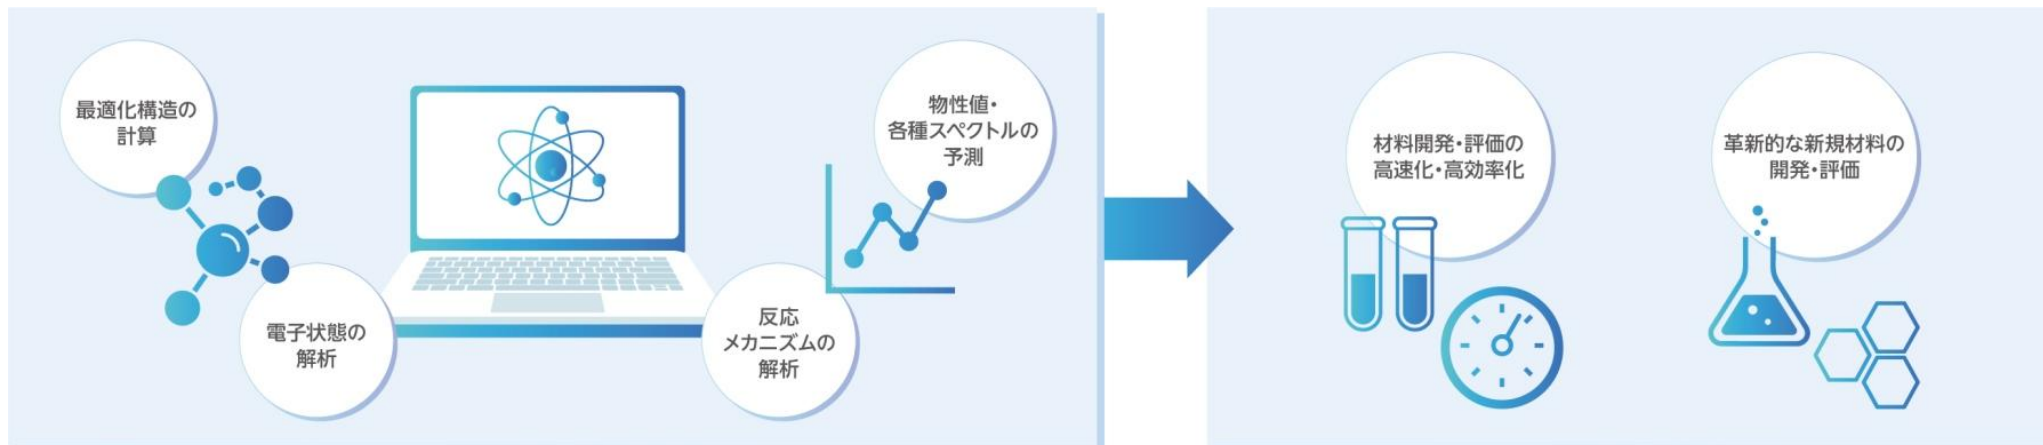 最適化構造の
計算
電子状態の
解析
反応
メカニズムの
解析
物性値・
各種スペクトルの
予測
材料開発・評価の
高速化・高効率化
革新的な新規材料の
開発・評価